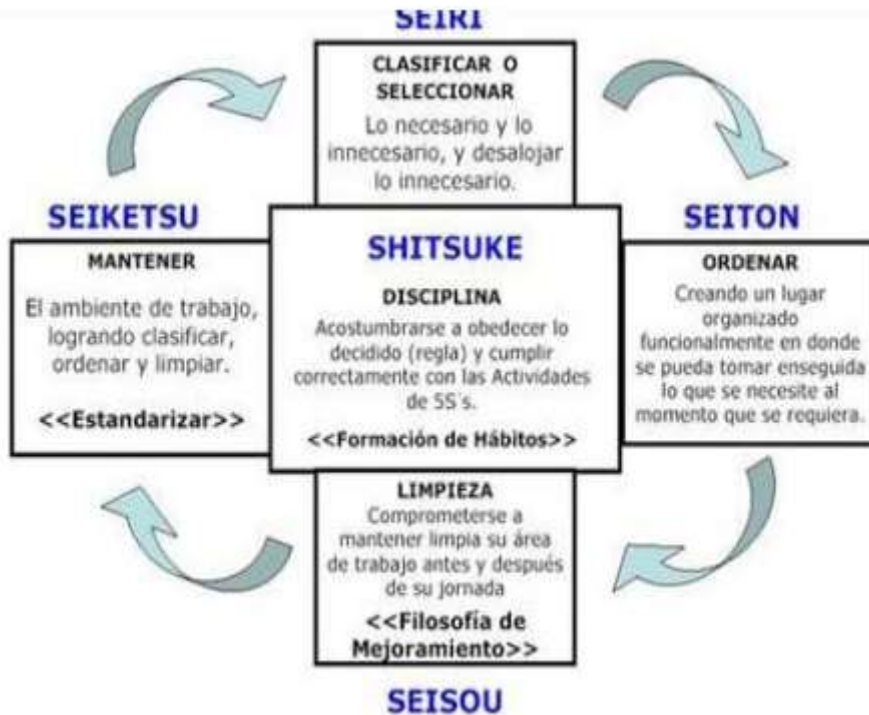 SEIRI
CLASIFICAR O
SELECCIONAR
Lo necesario y lo
innecesario, y desalojar
lo innecesario.
SEIKETSU
MANTENER
El ambiente de trabajo,
logrando clasificar,
ordenar y limpiar.
<<Estandarizar>>
SHITSUKE
DISCIPLINA
Acostumbrarse a obedecer lo
decidido (regla) y cumplir
correctamente con las Actividades
de 5S´s.
<<Formación de Hábitos>>
SEITON
ORDENAR
Creando un lugar
organizado
funcionalmente en donde
se pueda tomar enseguida
lo que se necesite al
momento que se requiera.
LIMPIEZA
Comprometerse a
mantener limpia su área
de trabajo antes y después
de su jornada
<<Filosofía de
Mejoramiento>>
SEISOU